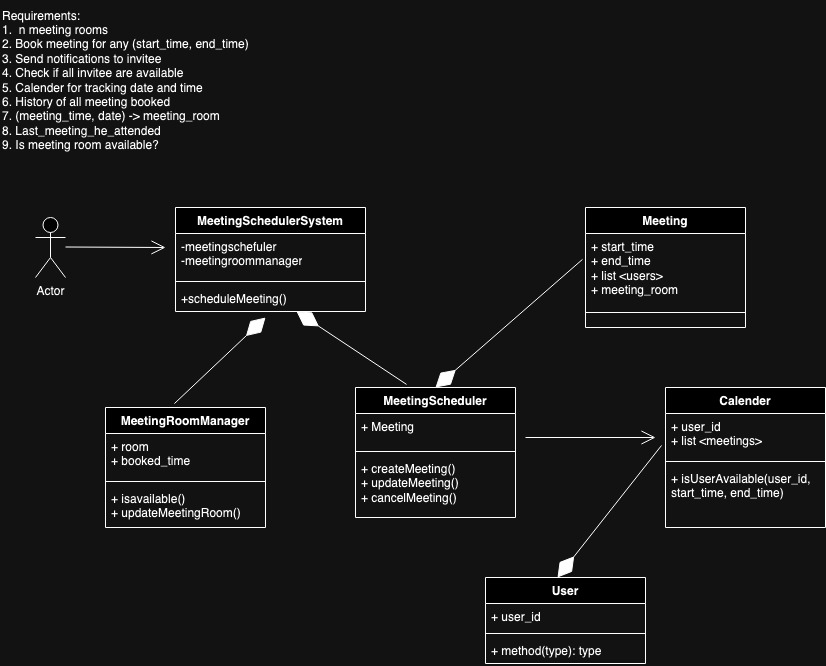 Requirements:
1. n meeting rooms
2. Book meeting for any (start_time, end_time)
3. Send notifications to invitee
4. Check if all invitee are available
5. Calender for tracking date and time
6. History of all meeting booked
7. (meeting_time, date) -> meeting_room
8. Last_meeting_he_attended
9. Is meeting room available?
Actor
MeetingSchedulerSystem
-meetingschefuler
-meetingroommanager
+scheduleMeeting()
Meeting
+ start_time
+ end_time
+ list <users>
+ meeting_room
MeetingRoomManager
+ room
+ booked_time
+ isavailable()
+ updateMeetingRoom()
MeetingScheduler
+ Meeting
+ createMeeting()
+ updateMeeting()
+ cancelMeeting()
Calender
+ user_id
+ list <meetings>
+ isUserAvailable(user_id,
start_time, end_time)
User
+ user_id
+ method(type): type